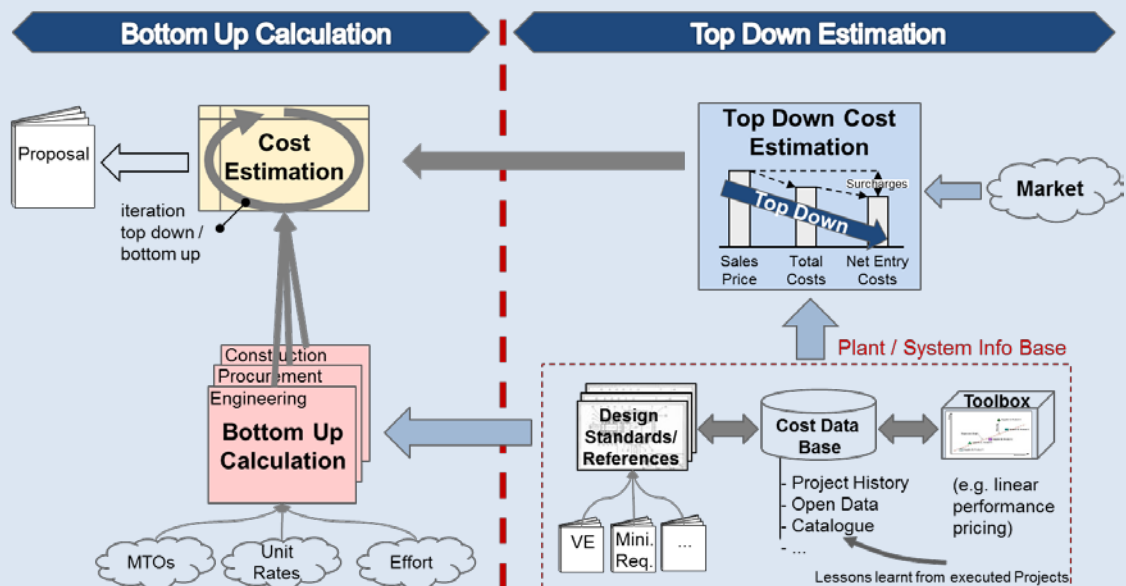 Bottom Up Calculation
Top Down Estimation
Proposal
Cost
Estimation
iteration
top down /
bottom up
Top Down Cost
Estimation
Surcharges
Top Down
Sales
Price
Total
Costs
Net Entry
Costs
Market
Construction
Procurement
Engineering
Bottom Up
Calculation
MTOs
Unit
Rates
Effort
Plant / System Info Base
Design
Standards/
References
VE
Mini.
Req.
...
Cost Data
Base
- Project History
- Open Data
- Catalogue
- ...
Toolbox
(e.g. linear
performance
pricing)
Lessons learnt from executed Projects